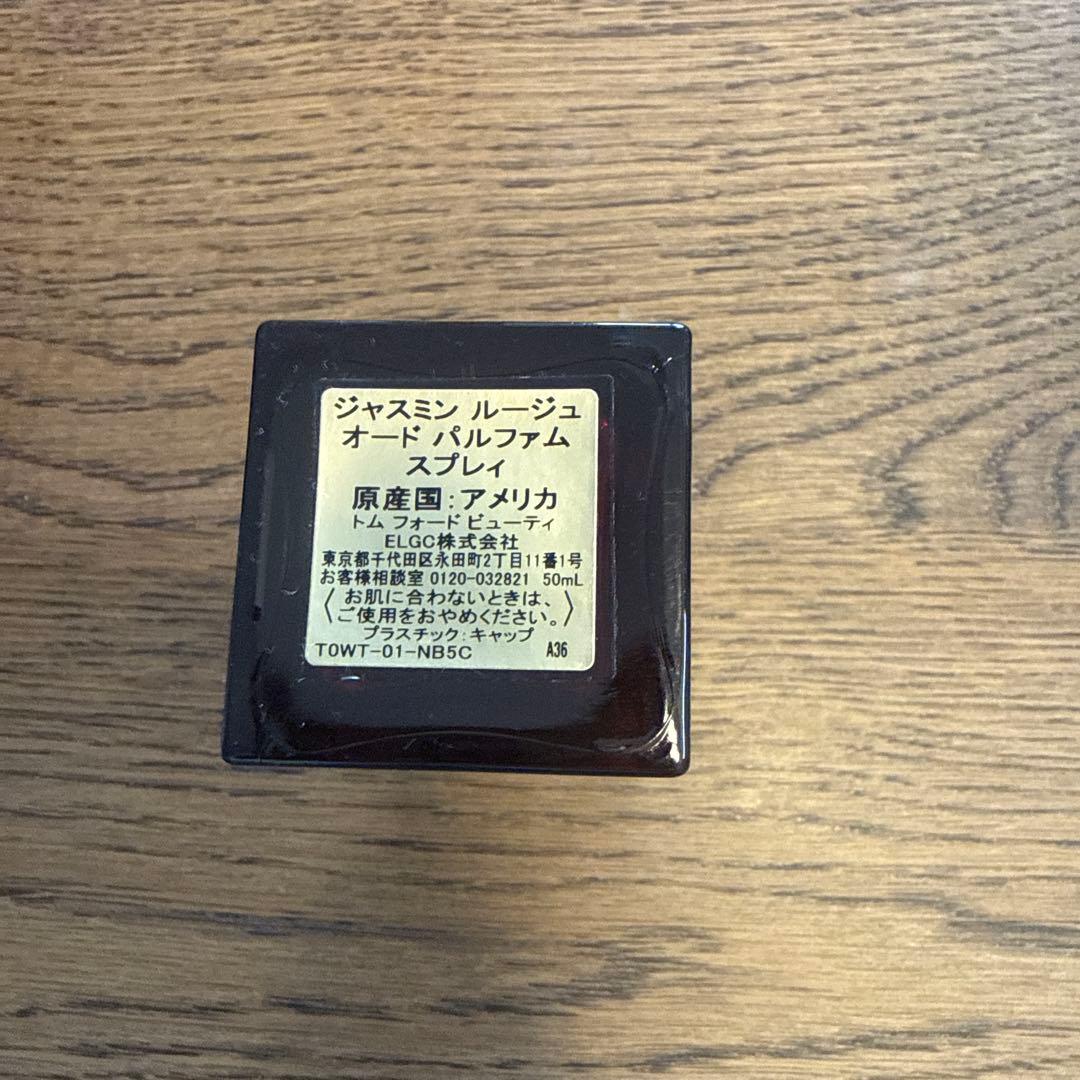 ジャスミン ルージュ
オード パルファム
スプレィ
原産国：アメリカ
トム フォード ビューティ
ELGC株式会社
東京都千代田区永田町2丁目11番1号
お客様相談室 0120-032821 50mL
〈お肌に合わないときは、
ご使用をおやめください。〉
プラスチック：キャップ
T0WT-01-NB5C A36